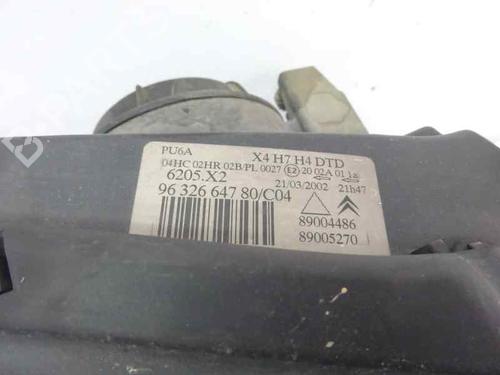 PU6A X4 H7 H4 DTD
04HC 02HR 02B/PL 0027 E2 20 02A 01 1a
6205.X2 21/03/2002 21h47
96 326 647 80/C04
89004486
89005270